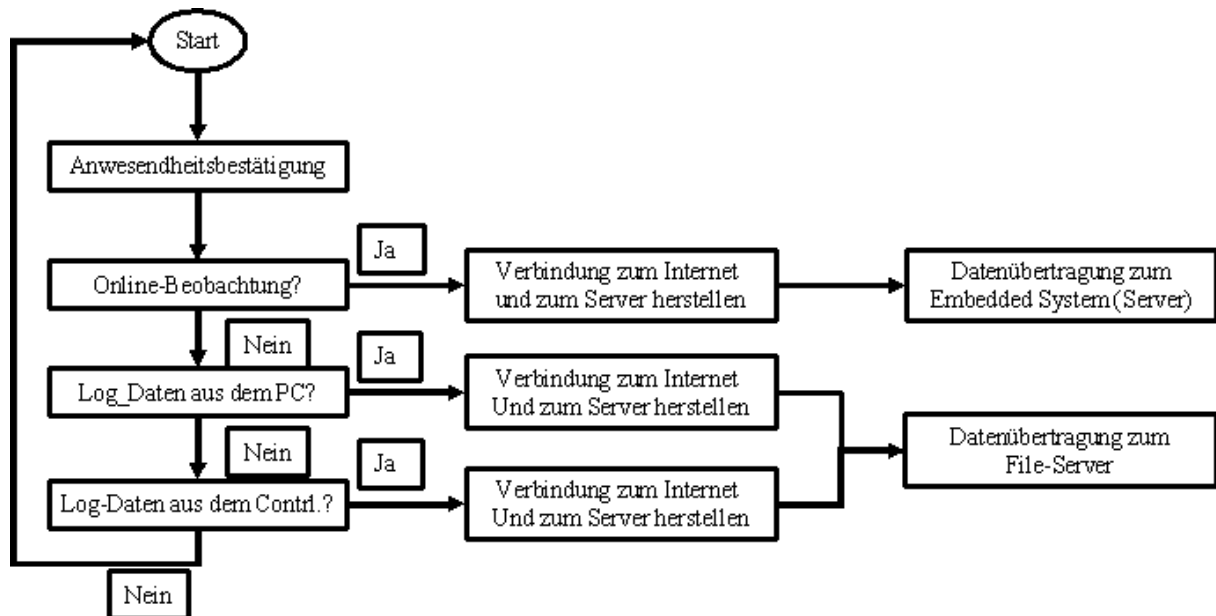 Start
Anwesendheitsbestätigung
Ja
Online-Beobachtung?
Verbindung zum Internet
und zum Server herstellen
Datenübertragung zum
Embedded System (Server)
Nein
Ja
Log_Daten aus dem PC?
Verbindung zum Internet
Und zum Server herstellen
Nein
Ja
Datenübertragung zum
File-Server
Log-Daten aus dem Contrl.?
Verbindung zum Internet
Und zum Server herstellen
Nein